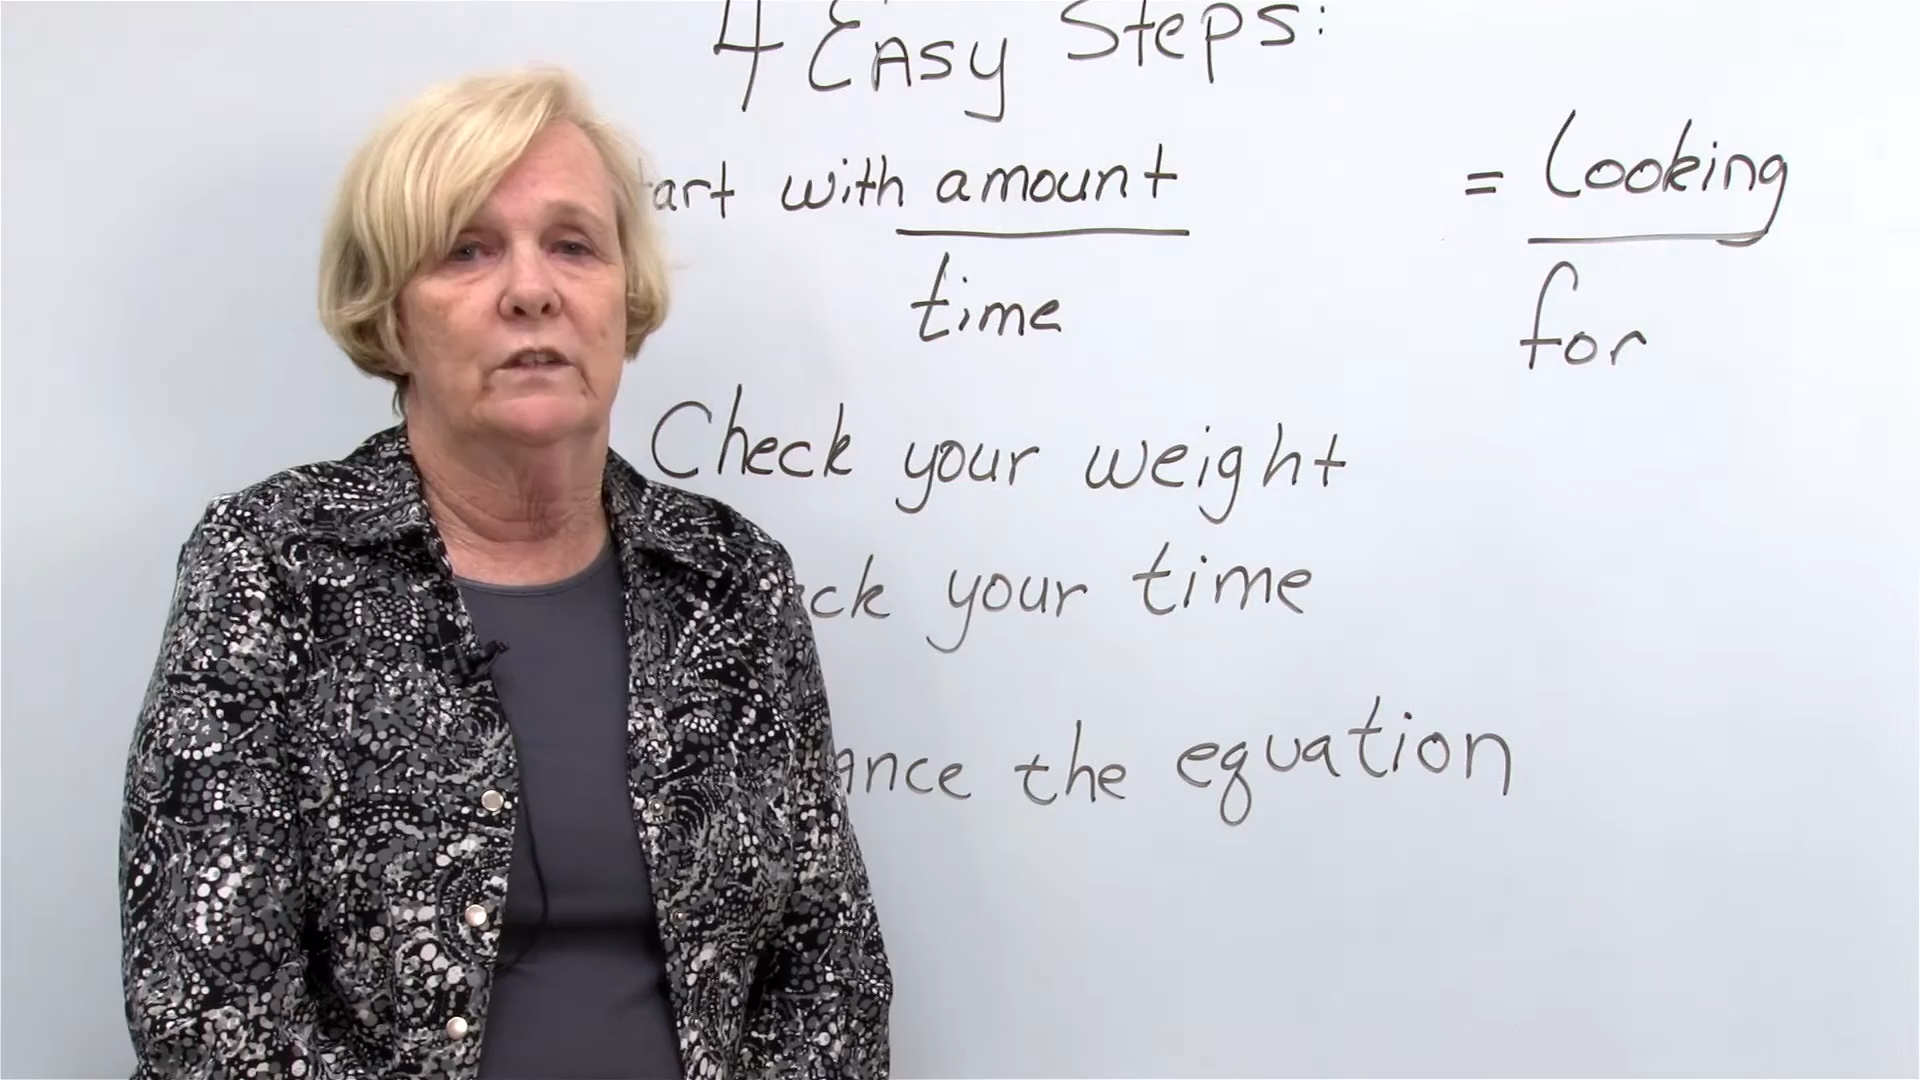 4 Easy Steps:
art with amount = Looking
time for
Check your weight
ck your time
ance the equation